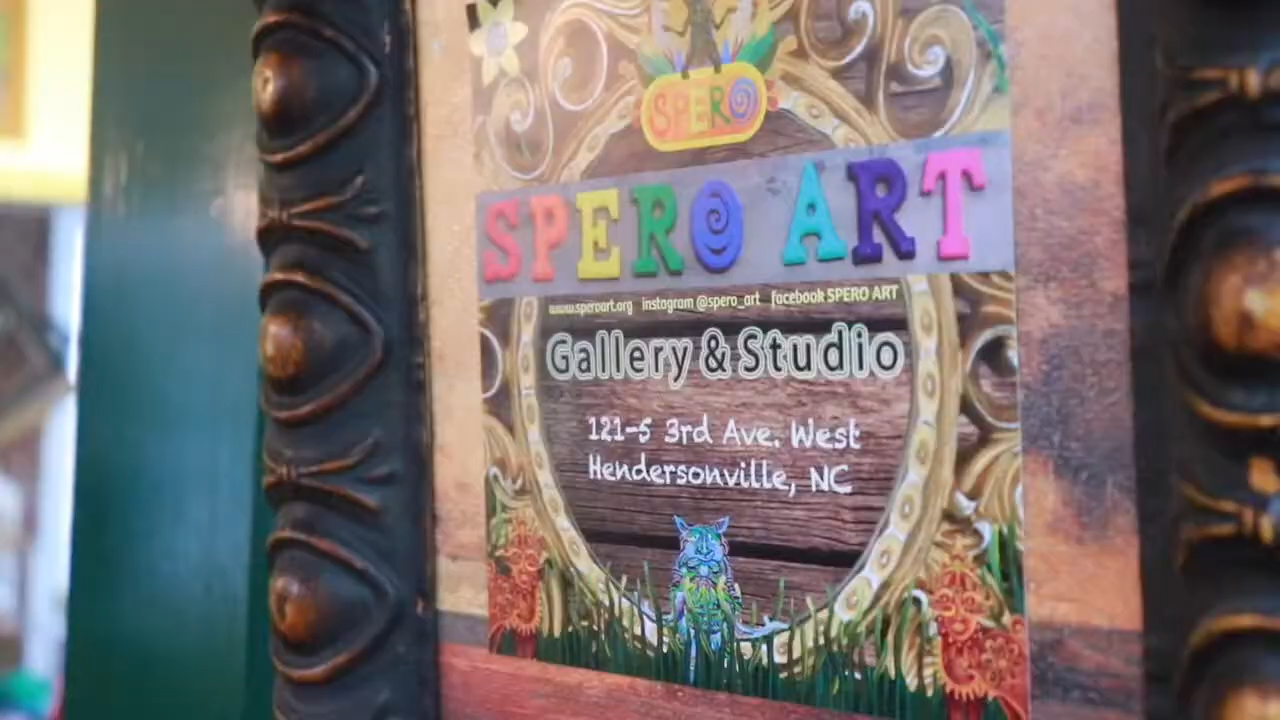 SPERO
SPERO ART
www.speroart.org instagram @spero_art facebook SPERO ART
Gallery & Studio
121-5 3rd Ave. West
Hendersonville, NC